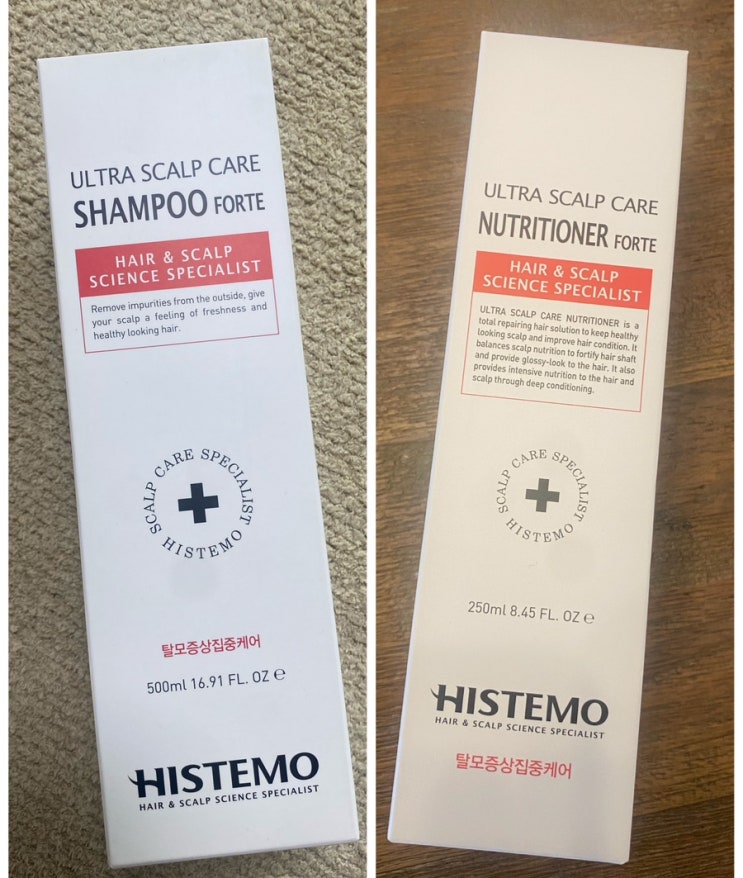 ULTRA SCALP CARE
SHAMPOO FORTE
HAIR & SCALP
SCIENCE SPECIALIST
Remove impurities from the outside, give
your scalp a feeling of freshness and
healthy looking hair.
SCALP CARE SPECIALIST
HISTEMO
탈모증상집중케어
500ml 16.91 FL. OZ ℮
HISTEMO
HAIR & SCALP SCIENCE SPECIALIST
ULTRA SCALP CARE
NUTRITIONER FORTE
HAIR & SCALP
SCIENCE SPECIALIST
ULTRA SCALP CARE NUTRITIONER is a
total repairing hair solution to keep healthy
looking scalp and improve hair condition. It
balances scalp nutrition to fortify hair shaft
and provide glossy-look to the hair. It also
provides intensive nutrition to the hair and
scalp through deep conditioning.
SCALP CARE SPECIALIST
HISTEMO
250ml 8.45 FL. OZ ℮
HISTEMO
HAIR & SCALP SCIENCE SPECIALIST
탈모증상집중케어